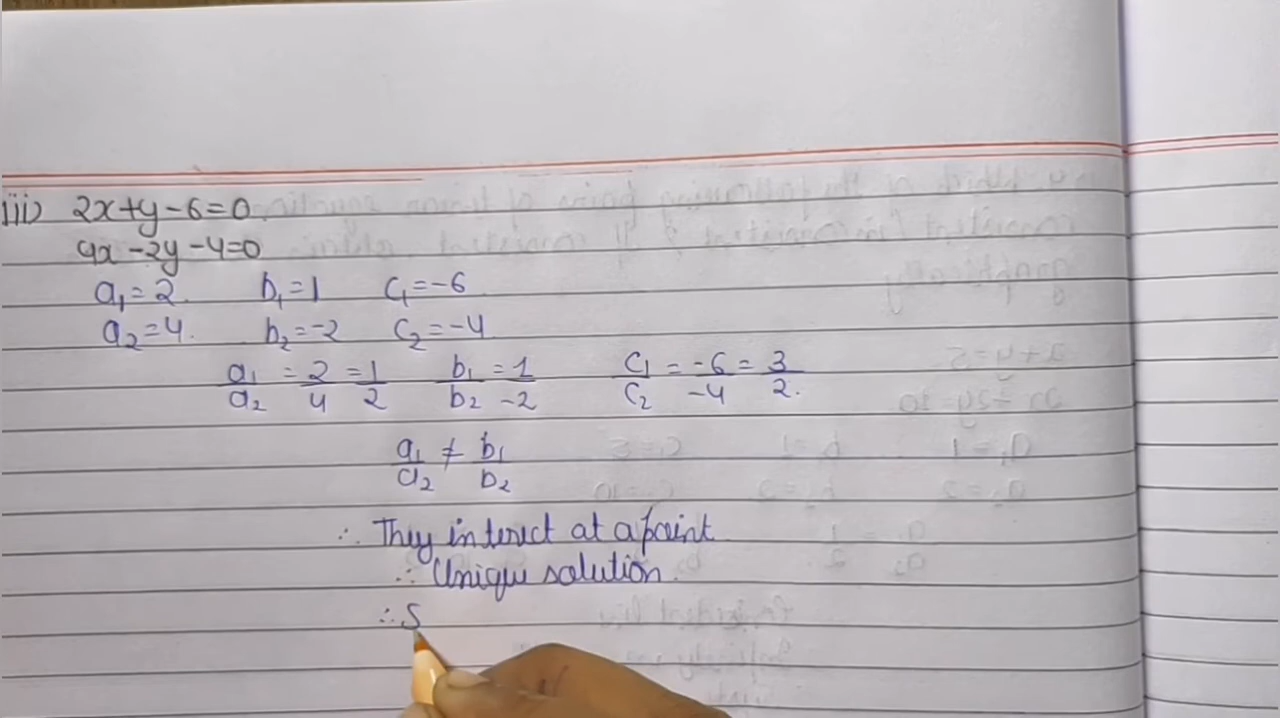 iii) 2x+y-6=0
4x-2y-4=0
a₁=2 b₁=1 c₁=-6
a₂=4. b₂=-2 c₂=-4
a₁/a₂ = 2/4 = 1/2 b₁/b₂ = 1/-2 c₁/c₂ = -6/-4 = 3/2.
a₁/a₂ ≠ b₁/b₂
∴ They interect at a point
∴ Unique solution.
∴ S